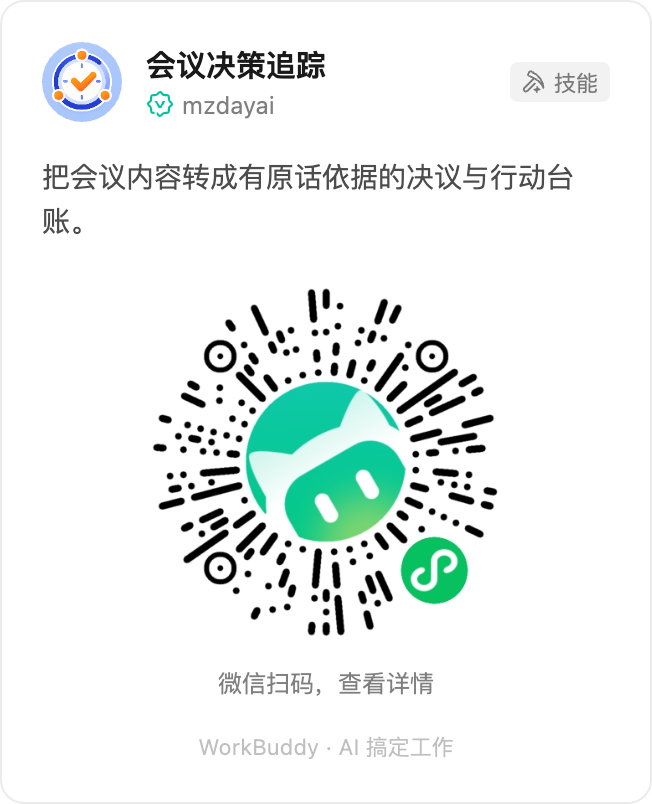 会议决策追踪
mzdayai
技能
把会议内容转成有原话依据的决议与行动台
账。
微信扫码，查看详情
WorkBuddy · AI 搞定工作